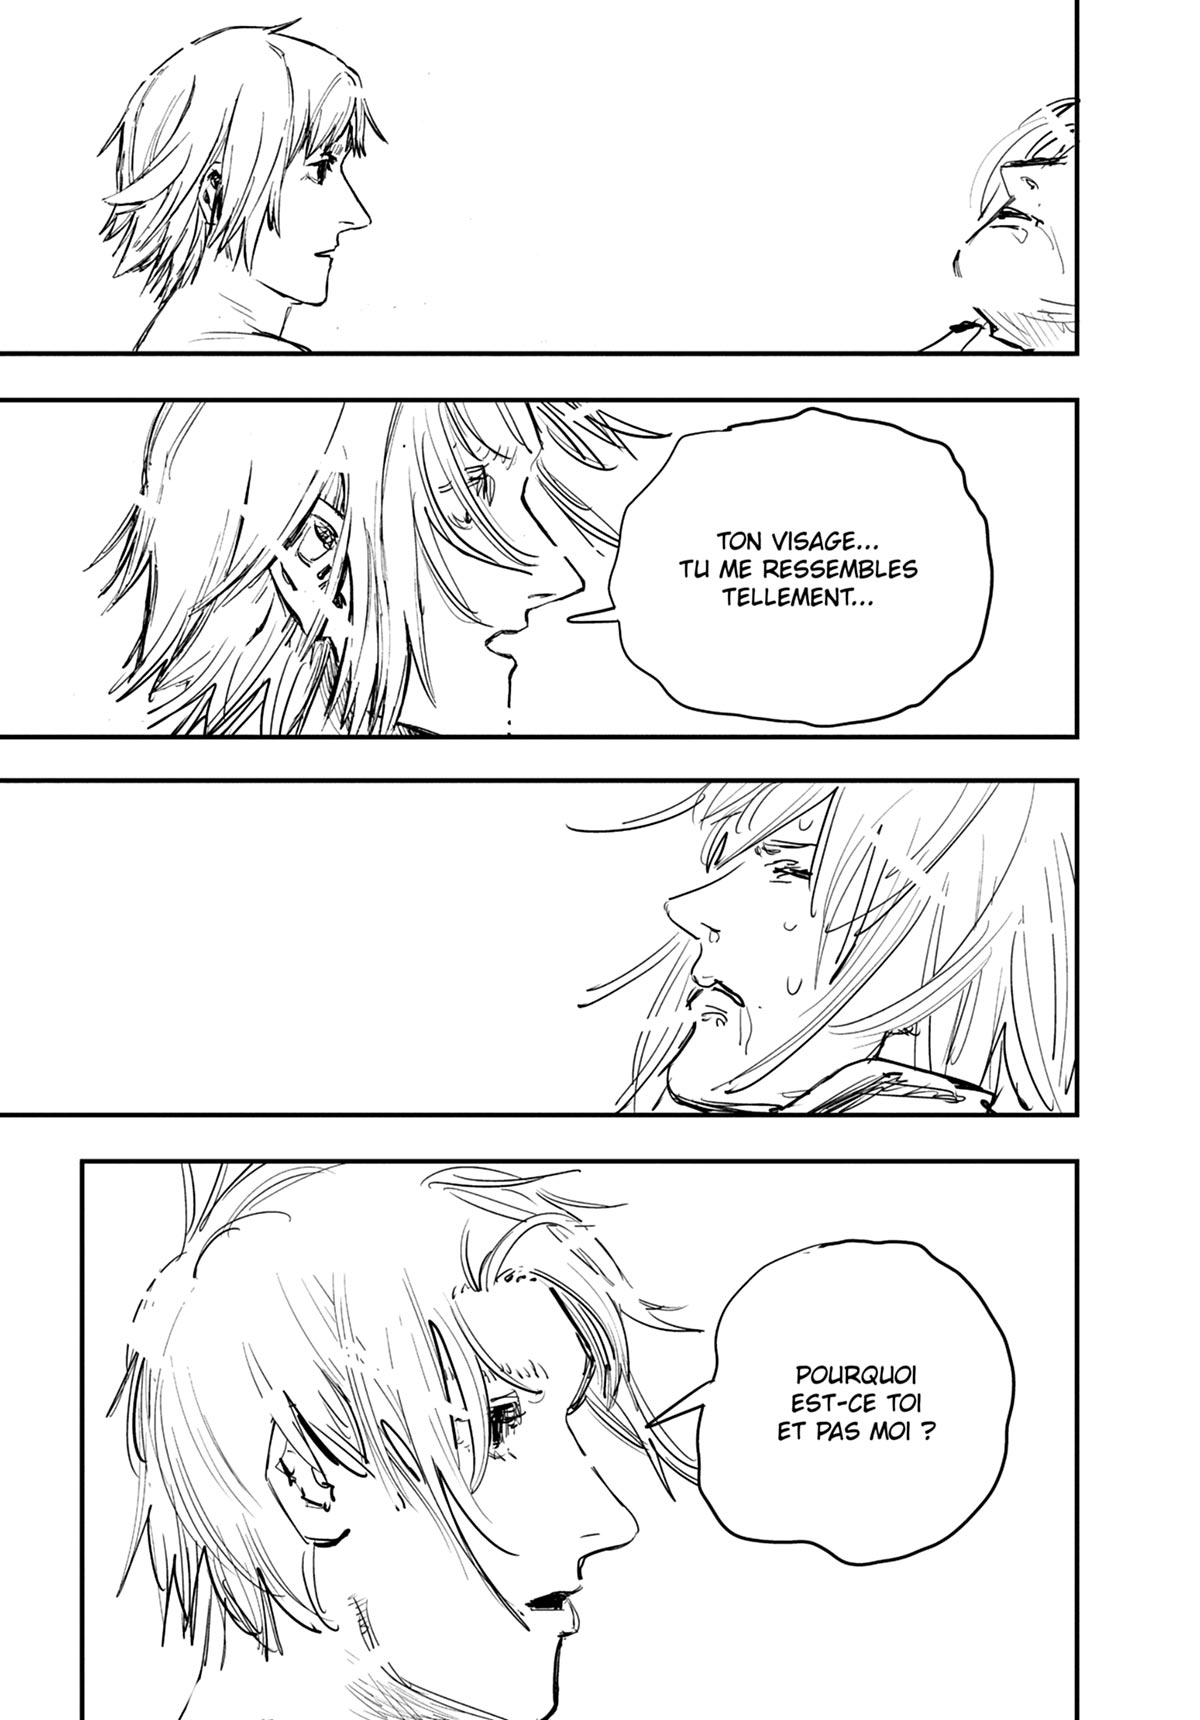 TON VISAGE...
TU ME RESSEMBLES
TELLEMENT...
POURQUOI
EST-CE TOI
ET PAS MOI ?